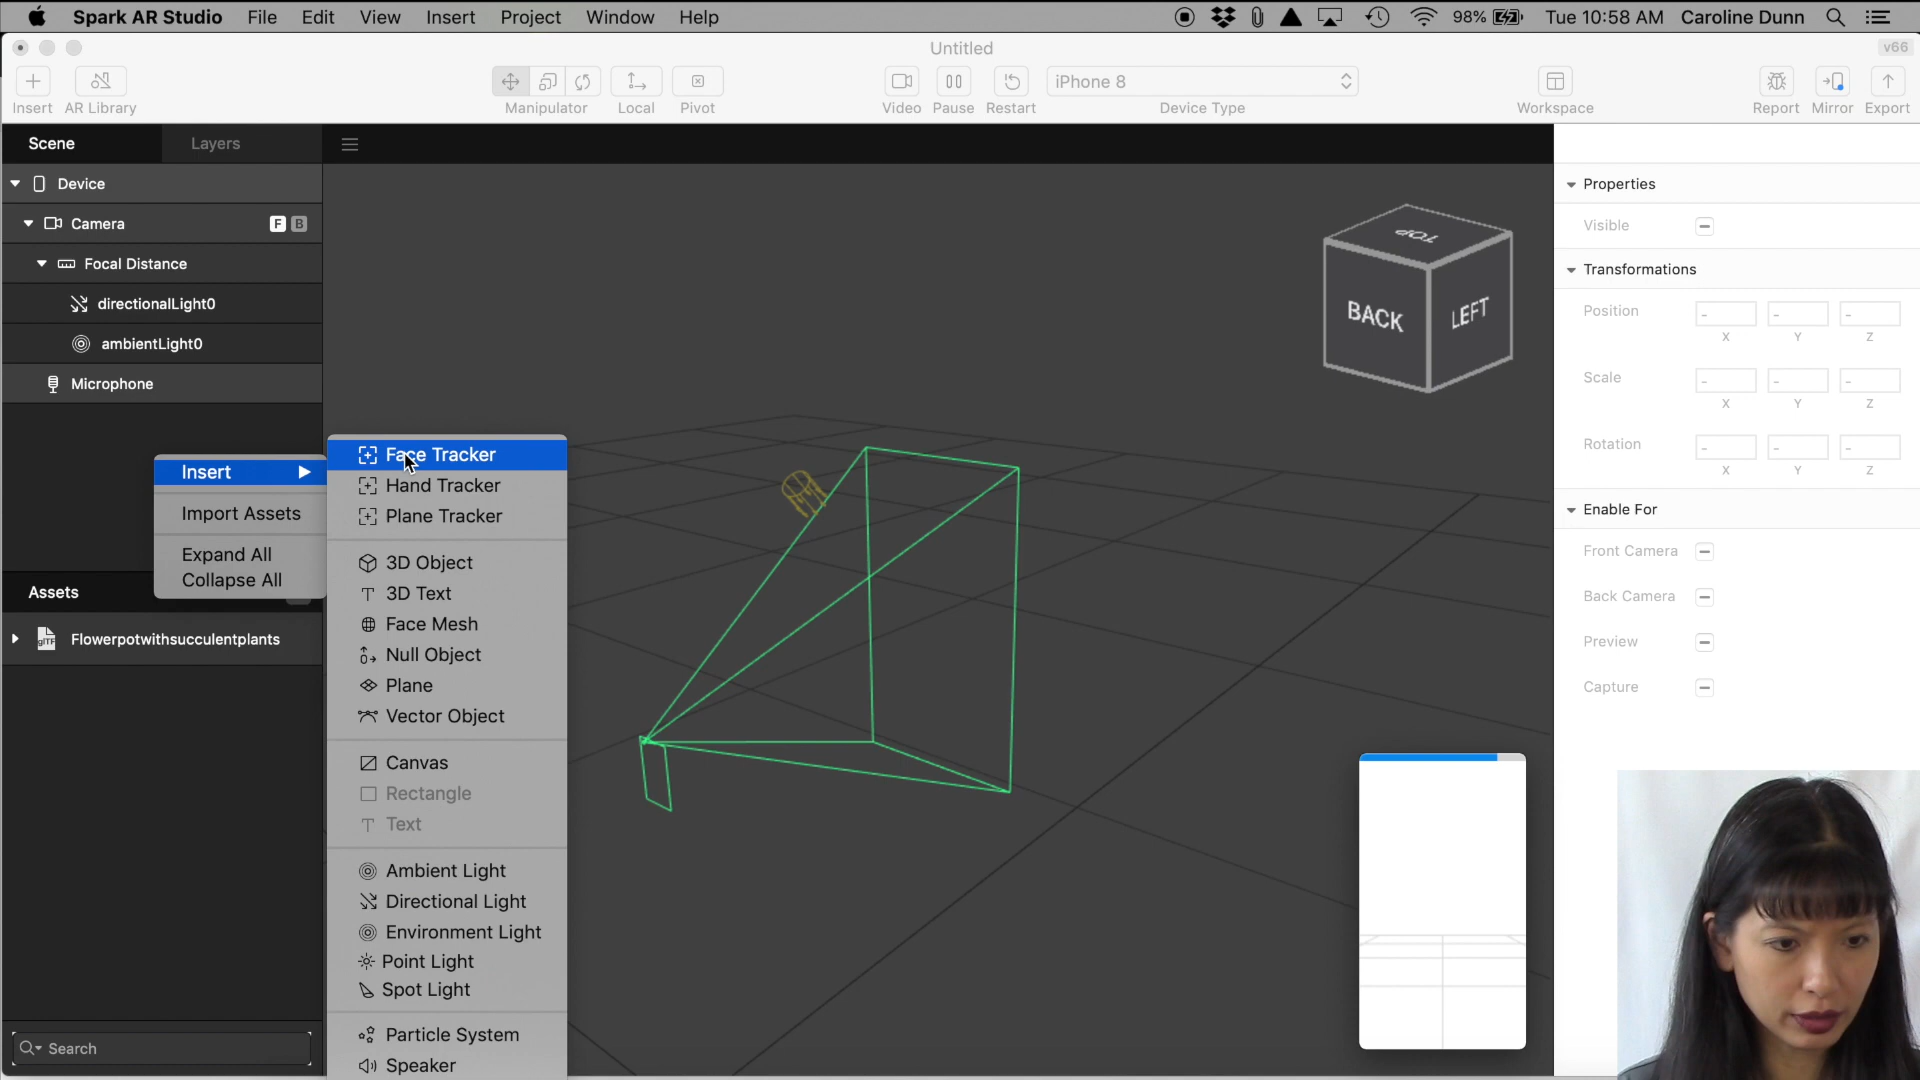 Spark AR Studio File Edit View Insert Project Window Help 98% Tue 10:58 AM Caroline Dunn
Untitled
v66
iPhone 8
Insert AR Library Manipulator Local Pivot Video Pause Restart Device Type Workspace Report Mirror Export
Scene Layers
Device
Camera F B
Focal Distance
directionalLight0
ambientLight0
Microphone
Insert
Import Assets
Expand All
Collapse All
Face Tracker
Hand Tracker
Plane Tracker
3D Object
3D Text
Face Mesh
Null Object
Plane
Vector Object
Canvas
Rectangle
Text
Ambient Light
Directional Light
Environment Light
Point Light
Spot Light
Particle System
Speaker
Assets
glTF Flowerpotwithsucculentplants
Search
TOP
BACK LEFT
Properties
Visible
Transformations
Position - - -
X Y Z
Scale - - -
X Y Z
Rotation - - -
X Y Z
Enable For
Front Camera
Back Camera
Preview
Capture